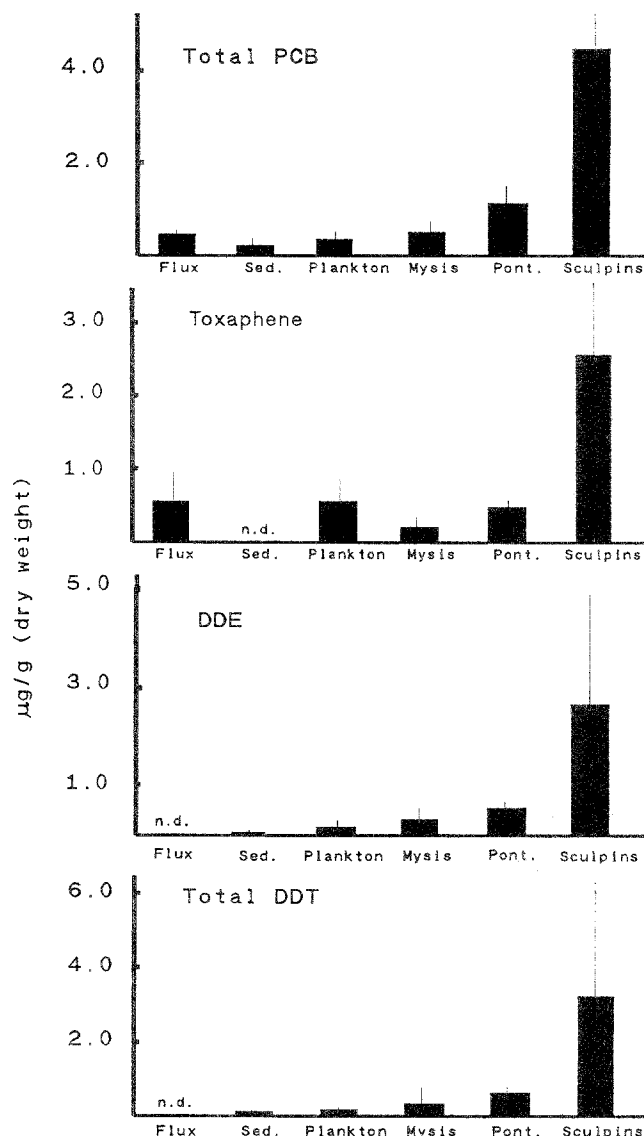 Total PCB
4.0
2.0
Flux Sed. Plankton Mysis Pont. Sculpins
Toxaphene
3.0
2.0
1.0
n.d.
Flux Sed. Plankton Mysis Pont. Sculpins
µg/g (dry weight)
5.0
DDE
3.0
1.0
n.d.
Flux Sed. Plankton Mysis Pont. Sculpins
6.0
Total DDT
4.0
2.0
n.d.
Flux Sed. Plankton Mysis Pont. Sculpins